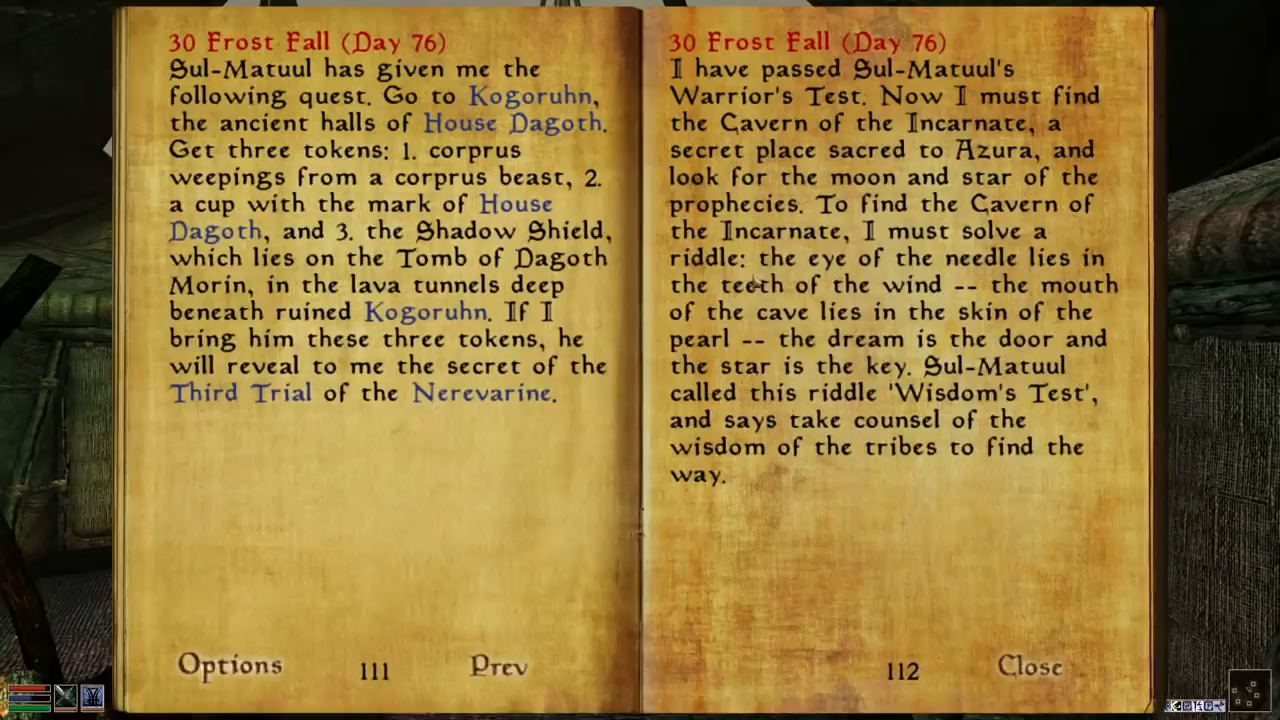 30 Frost Fall (Day 76)
Sul-Matuul has given me the
following quest. Go to Kogoruhn,
the ancient halls of House Dagoth.
Get three tokens: 1. corprus
weepings from a corprus beast, 2.
a cup with the mark of House
Dagoth, and 3. the Shadow Shield,
which lies on the Tomb of Dagoth
Morin, in the lava tunnels deep
beneath ruined Kogoruhn. If I
bring him these three tokens, he
will reveal to me the secret of the
Third Trial of the Nerevarine.
Options
111
Prev
30 Frost Fall (Day 76)
I have passed Sul-Matuul's
Warrior's Test. Now I must find
the Cavern of the Incarnate, a
secret place sacred to Azura, and
look for the moon and star of the
prophecies. To find the Cavern of
the Incarnate, I must solve a
riddle: the eye of the needle lies in
the teeth of the wind -- the mouth
of the cave lies in the skin of the
pearl -- the dream is the door and
the star is the key. Sul-Matuul
called this riddle 'Wisdom's Test',
and says take counsel of the
wisdom of the tribes to find the
way.
112
Close